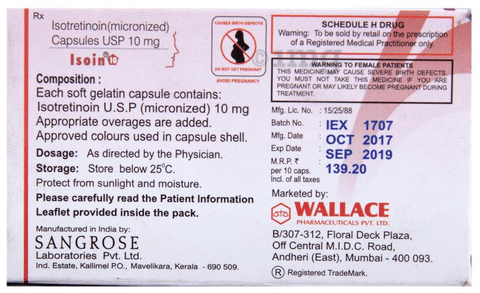 Rx
Isotretinoin(micronized)
Capsules USP 10 mg
Isoin 10
CAUSES BIRTH DEFECTS
DO NOT GET PREGNANT
AVOID PREGNANCY
SCHEDULE H DRUG
Warning: To be sold by retail on the prescription
of a Registered Medical Practitioner only.
WARNING TO FEMALE PATIENTS
THIS MEDICINE MAY CAUSE SEVERE BIRTH DEFECTS.
YOU MUST NOT TAKE THIS MEDICINE IF YOU ARE
PREGNANT OR MAY LIKELY BECOME PREGNANT DURING
TREATMENT.
Composition :
Each soft gelatin capsule contains:
Isotretinoin U.S.P (micronized) 10 mg
Appropriate overages are added.
Approved colours used in capsule shell.
Dosage: As directed by the Physician.
Storage: Store below 25°C.
Protect from sunlight and moisture.
Please carefully read the Patient Information
Leaflet provided inside the pack.
Manufactured in India by:
SANGROSE
Laboratories Pvt. Ltd.
Ind. Estate, Kallimel P.O., Mavelikara, Kerala - 690 509.
Mfg. Lic. No. : 15/25/88
Batch No. : IEX 1707
Mfg. Date : OCT 2017
Exp Date : SEP 2019
M.R.P. ₹ : 139.20
per 10 caps.
Incl. of all taxes
Marketed by:
WALLACE
PHARMACEUTICALS PVT. LTD.
B/307-312, Floral Deck Plaza,
Off Central M.I.D.C. Road,
Andheri (East), Mumbai - 400 093.
® Registered TradeMark.